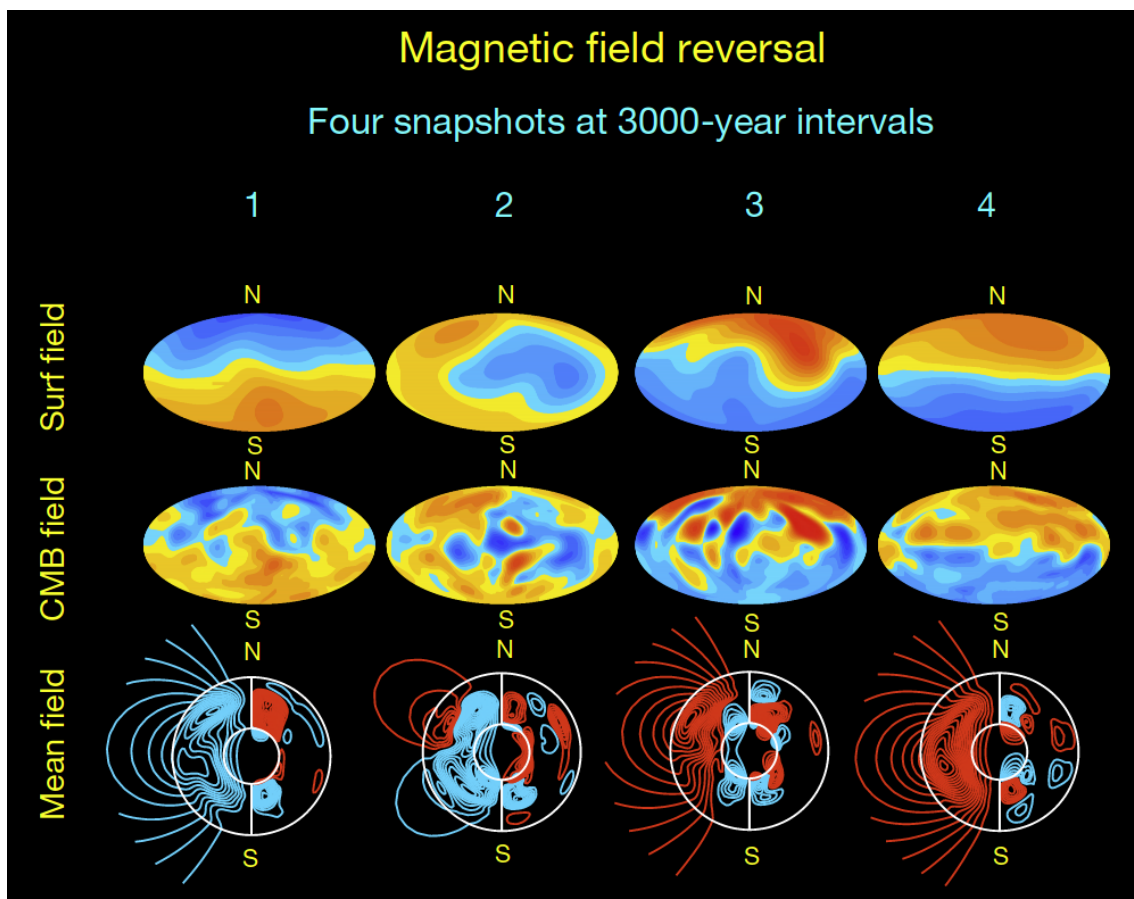 Magnetic field reversal
Four snapshots at 3000-year intervals
1 2 3 4
N N N N
Surf field
S S S S
N N N N
CMB field
S S S S
N N N N
Mean field
S S S S